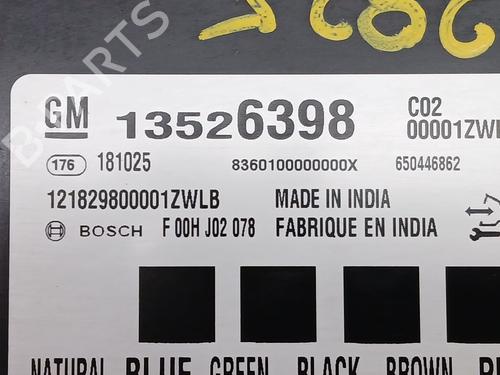 GM 13526398 C02
00001ZWL
176 181025 8360100000000X 650446862
121829800001ZWLB MADE IN INDIA
BOSCH F 00H J02 078 FABRIQUE EN INDIA
NATURAL BLUE GREEN BLACK BROWN
B-PARTS